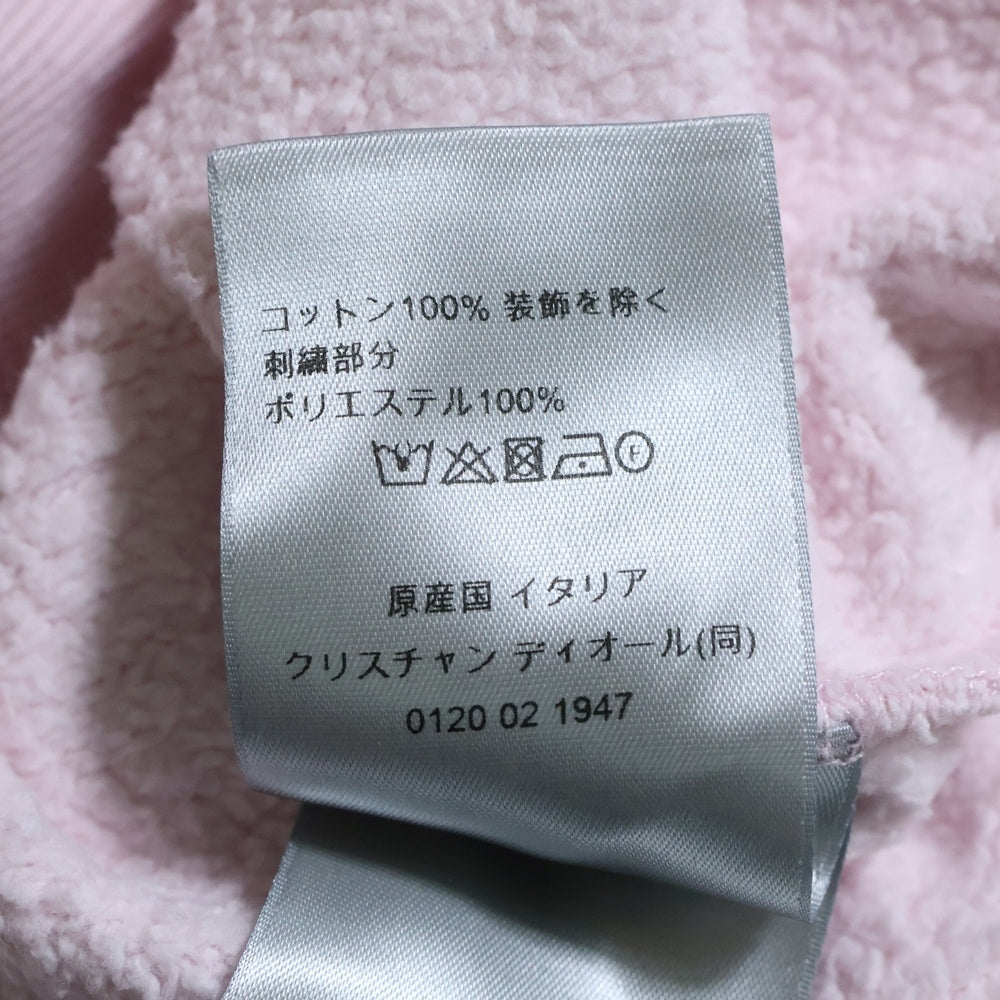 コットン100% 装飾を除く
刺繍部分
ポリエステル100%
F
原産国 イタリア
クリスチャン ディオール(同)
0120 02 1947